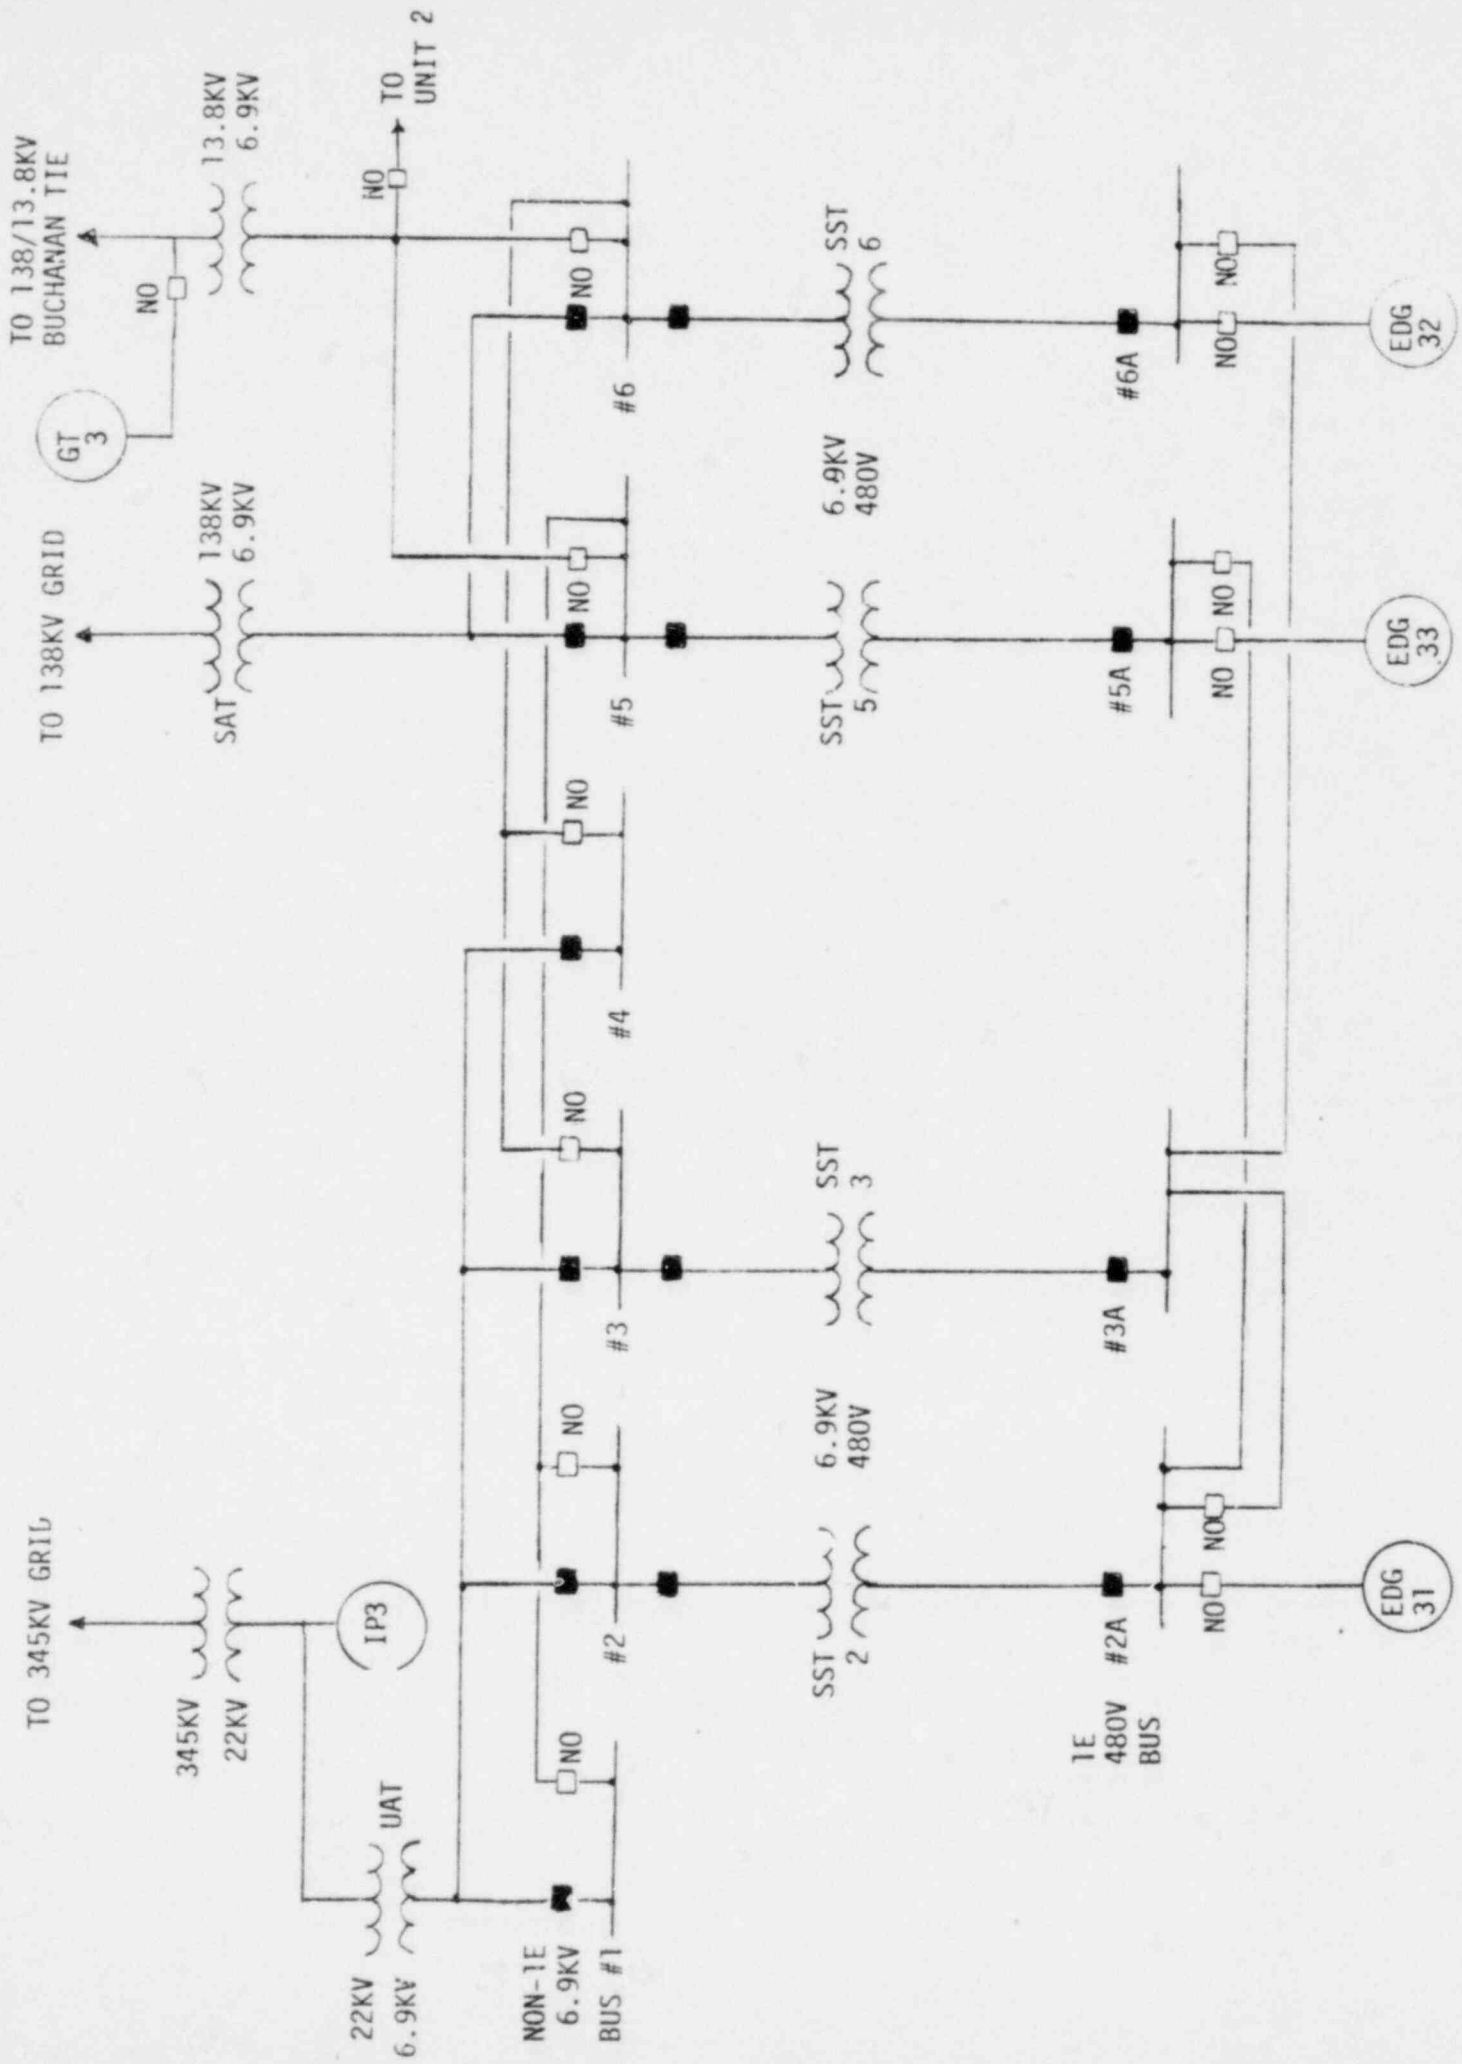 TO 345KV GRID
345KV
22KV
IP3
22KV
6.9KV
UAT
TO 138KV GRID
SAT
138KV
6.9KV
GT
3
NO
TO 138/13.8KV
BUCHANAN TIE
13.8KV
6.9KV
NO
TO
UNIT 2
NON-1E
6.9KV
BUS #1
NO
#2
NO
#3
NO
#4
NO
#5
NO
#6
NO
SST
2
6.9KV
480V
SST
3
SST
5
6.9KV
480V
SST
6
1E
480V
BUS
#2A
NO
NO
#3A
#5A
NO
NO
#6A
NO
NO
EDG
31
EDG
33
EDG
32